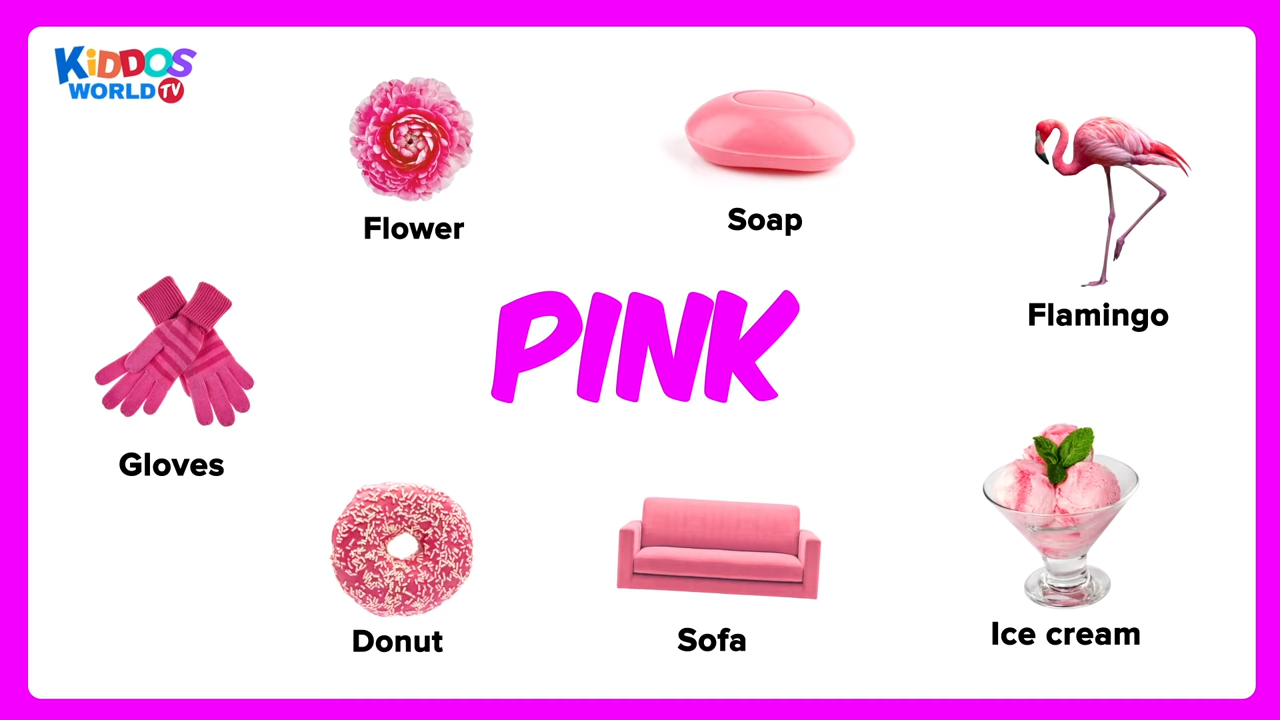 KiDDOS
WORLD TV
Flower
Soap
Flamingo
PINK
Gloves
Donut
Sofa
Ice cream